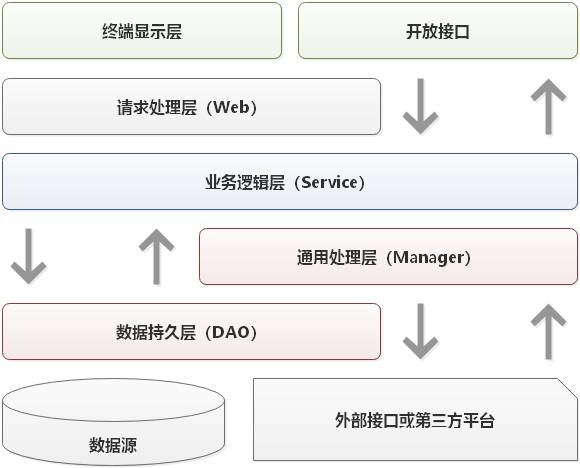 终端显示层
开放接口
请求处理层（Web）
业务逻辑层（Service）
通用处理层（Manager）
数据持久层（DAO）
数据源
外部接口或第三方平台